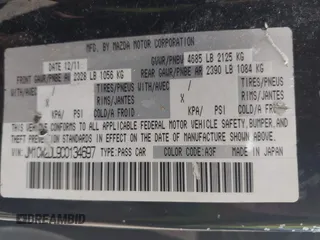 MFD. BY MAZDA MOTOR CORPORATION
DATE 12/11 GVWR/PNBV 4685 LB 2125 KG
FRONT GAWR/PNBE AV 2328 LB 1056 KG REAR GAWR/PNBE AR 2390 LB 1084 KG
WITH/AVEC TIRES/PNEUS WITH/AVEC TIRES/PNEUS
X RIMS/JANTES X RIMS/JANTES
KPA/ PSI COLD/A FROID KPA/ PSI COLD/A FROID
THIS VEHICLE CONFORMS TO ALL APPLICABLE FEDERAL MOTOR VEHICLE SAFETY, BUMPER, AND
THEFT PREVENTION STANDARDS IN EFFECT ON THE DATE OF MANUFACTURE SHOWN ABOVE.
VIN: TYPE: PASS CAR COLOR CODE: A3F MADE IN JAPAN
DREAMBID